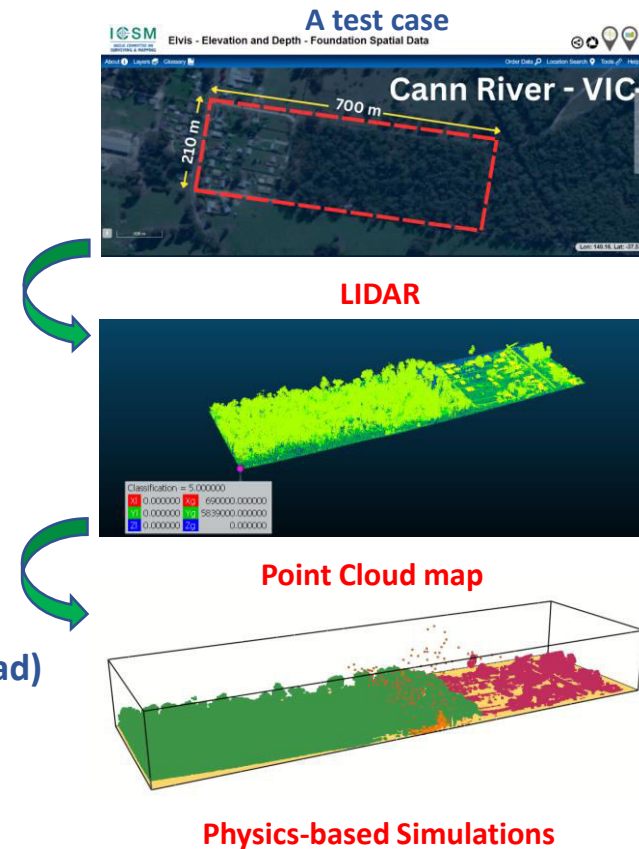 A test case
ICSM
Elvis - Elevation and Depth - Foundation Spatial Data
About Layers Glossary
Order Data Location Search Tools Help
Cann River - VIC-
700 m
210 m
LIDAR
Classification = 5.000000
Xl 0.000000 Xg 690000.000000
Yl 0.000000 Yg 5839000.000000
Zl 0.000000 Zg 0.000000
Point Cloud map
ad)
Physics-based Simulations